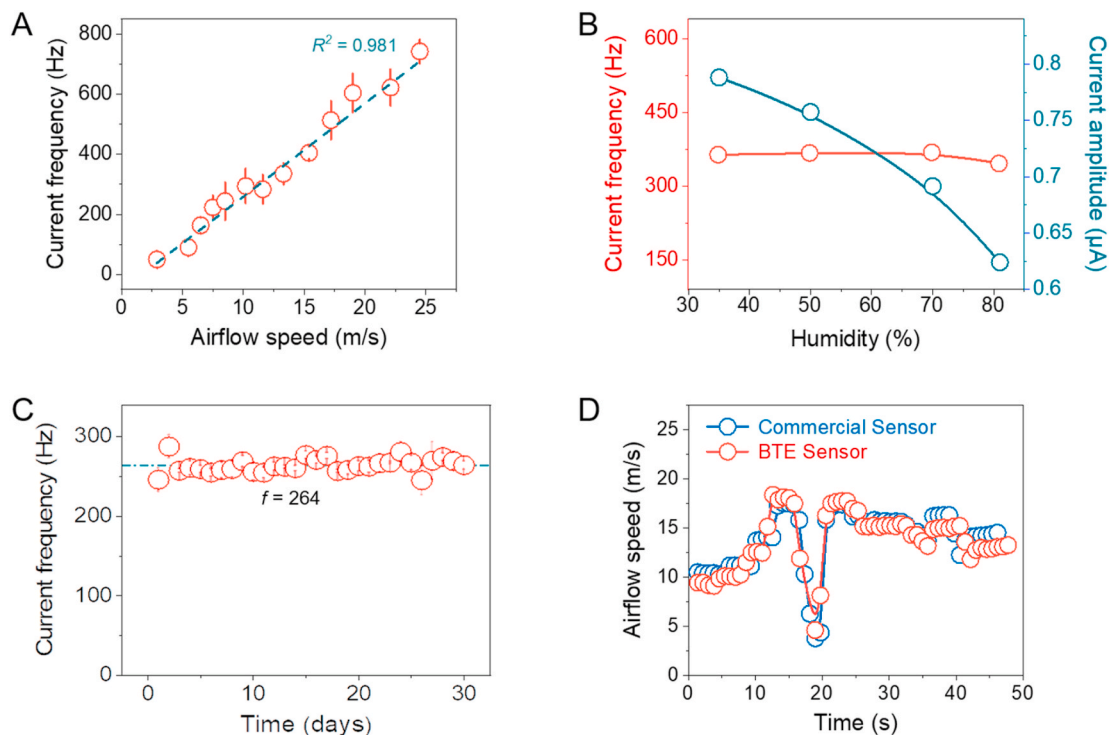 A
Current frequency (Hz)
800
600
400
200
0
R² = 0.981
0 5 10 15 20 25
Airflow speed (m/s)
B
Current frequency (Hz)
600
450
300
150
Current amplitude (μA)
0.8
0.75
0.7
0.65
0.6
30 40 50 60 70 80
Humidity (%)
C
Current frequency (Hz)
300
200
100
0
f = 264
0 10 20 30
Time (days)
D
Airflow speed (m/s)
25
20
15
10
5
0
Commercial Sensor
BTE Sensor
0 10 20 30 40 50
Time (s)